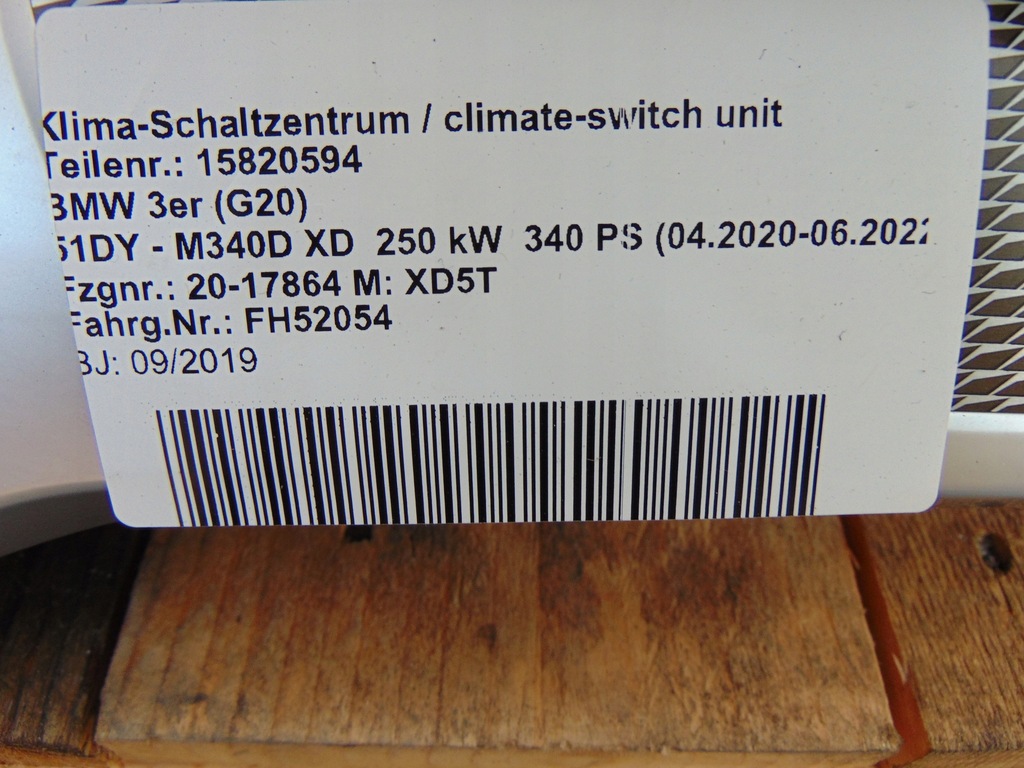 Klima-Schaltzentrum / climate-switch unit
Teilenr.: 15820594
BMW 3er (G20)
51DY - M340D XD 250 kW 340 PS (04.2020-06.2022
Fzgnr.: 20-17864 M: XD5T
Fahrg.Nr.: FH52054
BJ: 09/2019